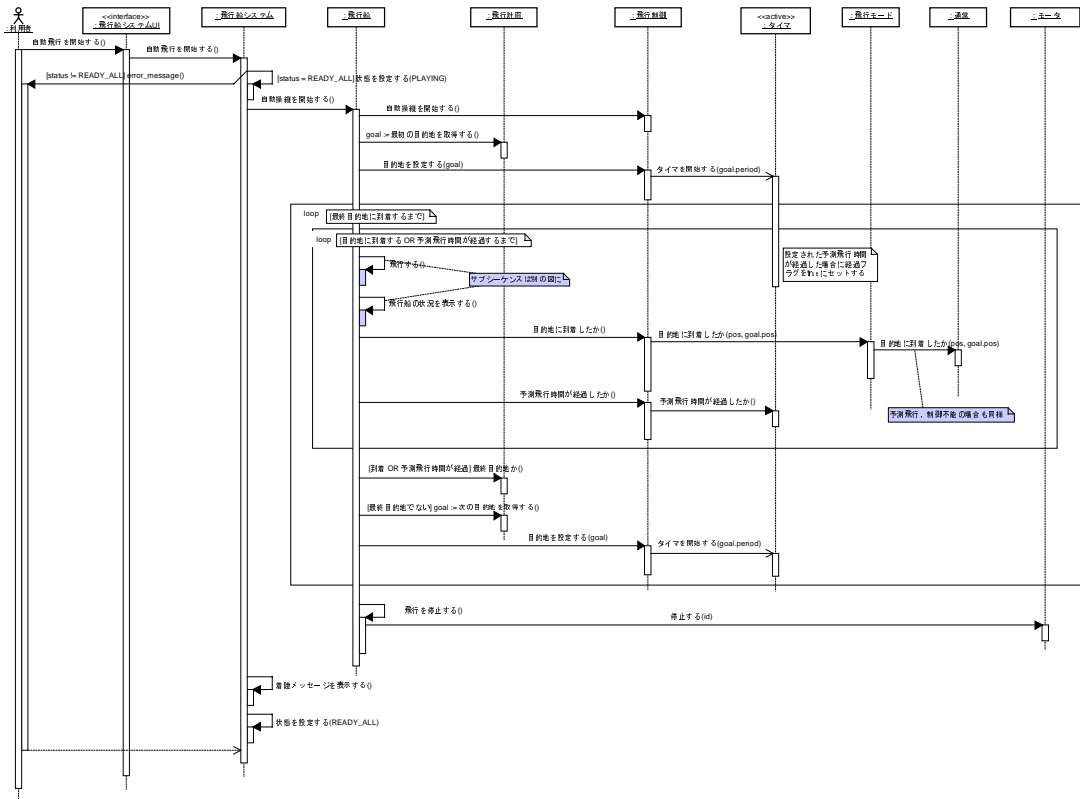 : 利用者
<<interface>>
: 飛行船システムUI
: 飛行船システム
: 飛行船
: 飛行計画
: 飛行制御
<<active>>
: タイマ
: 飛行モード
: 通常
: モータ
自動飛行を開始する()
自動飛行を開始する()
[status != READY_ALL] error_message()
[status = READY_ALL] 状態を設定する(PLAYING)
自動操縦を開始する()
自動操縦を開始する()
goal := 最初の目的地を取得する()
目的地を設定する(goal)
タイマを開始する(goal.period)
loop
[最終目的地に到着するまで]
loop
[目的地に到着する OR 予測飛行時間が経過するまで]
設定された予測飛行時間
が経過した場合に経過フ
ラグをtrueにセットする
飛行する()
サブシーケンスは別の図に
飛行船の状況を表示する()
目的地に到着したか()
目的地に到着したか(pos, goal.pos)
目的地に到着したか(pos, goal.pos)
予測飛行時間が経過したか()
予測飛行時間が経過したか()
予測飛行，制御不能の場合も同様
[到着 OR 予測飛行時間が経過] 最終目的地か()
[最終目的地でない] goal := 次の目的地を取得する()
目的地を設定する(goal)
タイマを開始する(goal.period)
飛行を停止する()
停止する(id)
着陸メッセージを表示する()
状態を設定する(READY_ALL)